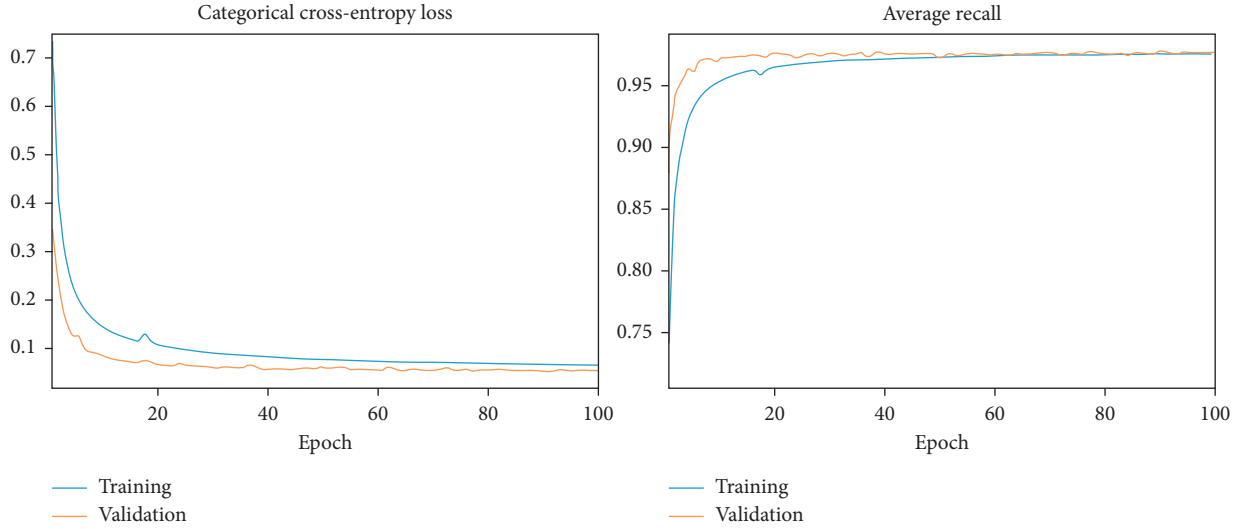 Categorical cross-entropy loss
0.7
0.6
0.5
0.4
0.3
0.2
0.1
20 40 60 80 100
Epoch
Training
Validation
Average recall
0.95
0.90
0.85
0.80
0.75
20 40 60 80 100
Epoch
Training
Validation